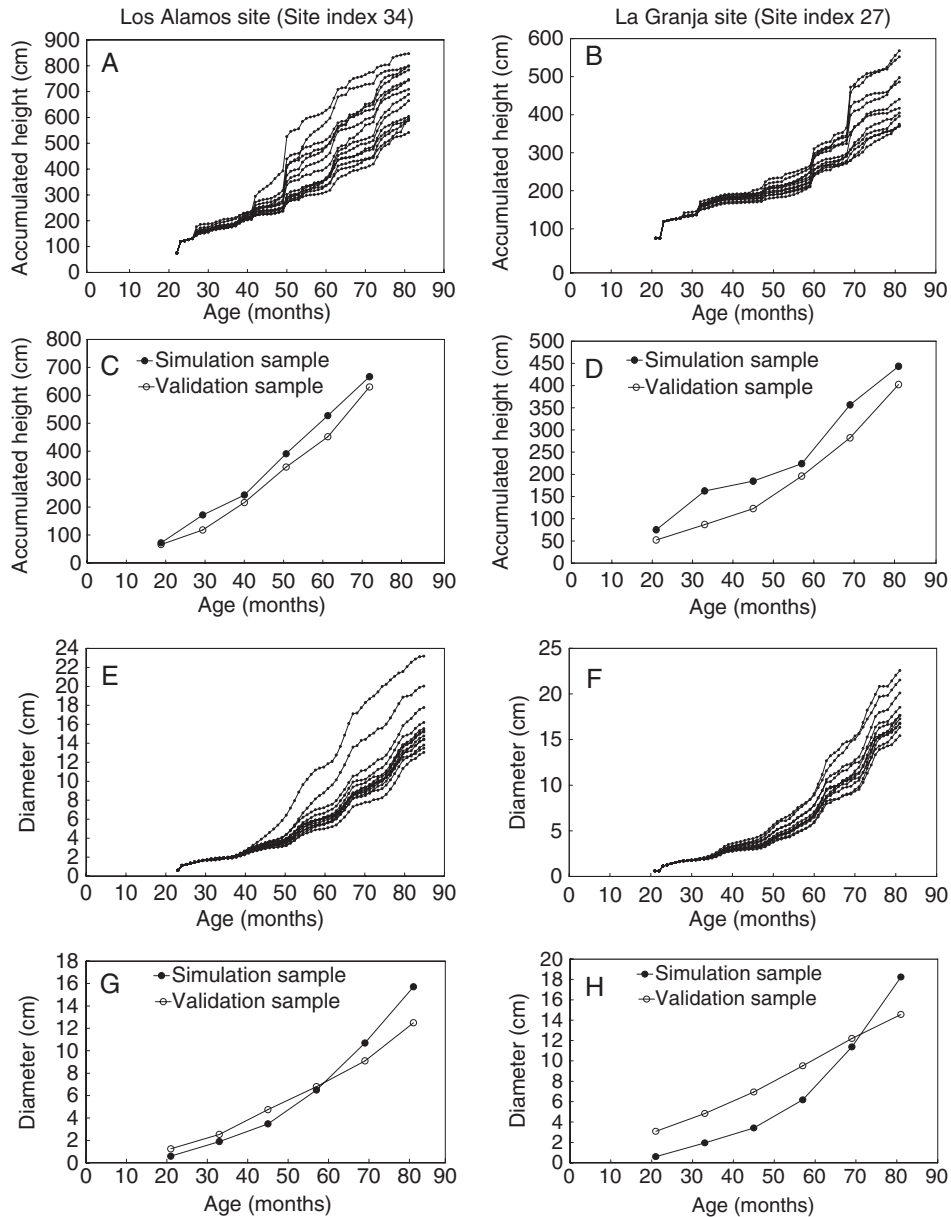 Los Alamos site (Site index 34)
La Granja site (Site index 27)
A
Accumulated height (cm)
900
800
700
600
500
400
300
200
100
0
0 10 20 30 40 50 60 70 80 90
Age (months)
B
Accumulated height (cm)
600
500
400
300
200
100
0
0 10 20 30 40 50 60 70 80 90
Age (months)
C
Simulation sample
Validation sample
Accumulated height (cm)
800
700
600
500
400
300
200
100
0
0 10 20 30 40 50 60 70 80 90
Age (months)
D
Simulation sample
Validation sample
Accumulated height (cm)
500
450
400
350
300
250
200
150
100
50
0
0 10 20 30 40 50 60 70 80 90
Age (months)
E
Diameter (cm)
24
22
20
18
16
14
12
10
8
6
4
2
0
0 10 20 30 40 50 60 70 80 90
Age (months)
F
Diameter (cm)
25
20
15
10
5
0
0 10 20 30 40 50 60 70 80 90
Age (months)
G
Simulation sample
Validation sample
Diameter (cm)
18
16
14
12
10
8
6
4
2
0
0 10 20 30 40 50 60 70 80 90
Age (months)
H
Simulation sample
Validation sample
Diameter (cm)
20
18
16
14
12
10
8
6
4
2
0
0 10 20 30 40 50 60 70 80 90
Age (months)